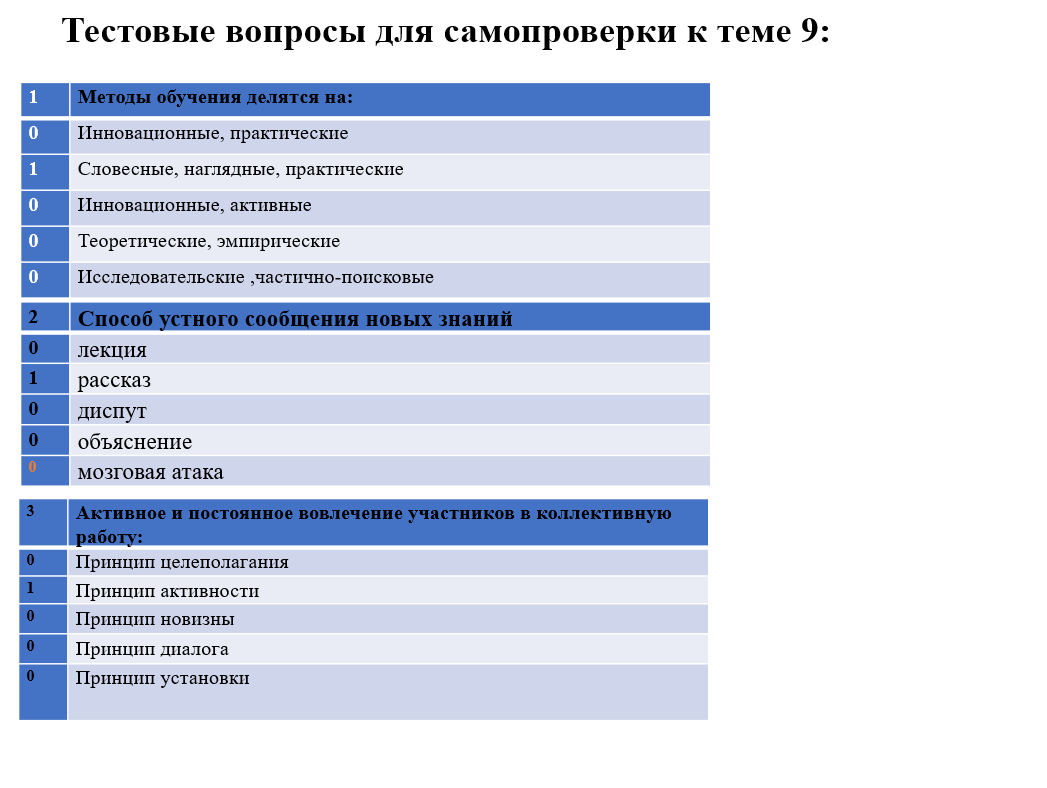 Тестовые вопросы для самопроверки к теме 9:
1 Методы обучения делятся на:
0 Инновационные, практические
1 Словесные, наглядные, практические
0 Инновационные, активные
0 Теоретические, эмпирические
0 Исследовательские ,частично-поисковые
2 Способ устного сообщения новых знаний
0 лекция
1 рассказ
0 диспут
0 объяснение
0 мозговая атака
3 Активное и постоянное вовлечение участников в коллективную
работу:
0 Принцип целеполагания
1 Принцип активности
0 Принцип новизны
0 Принцип диалога
0 Принцип установки